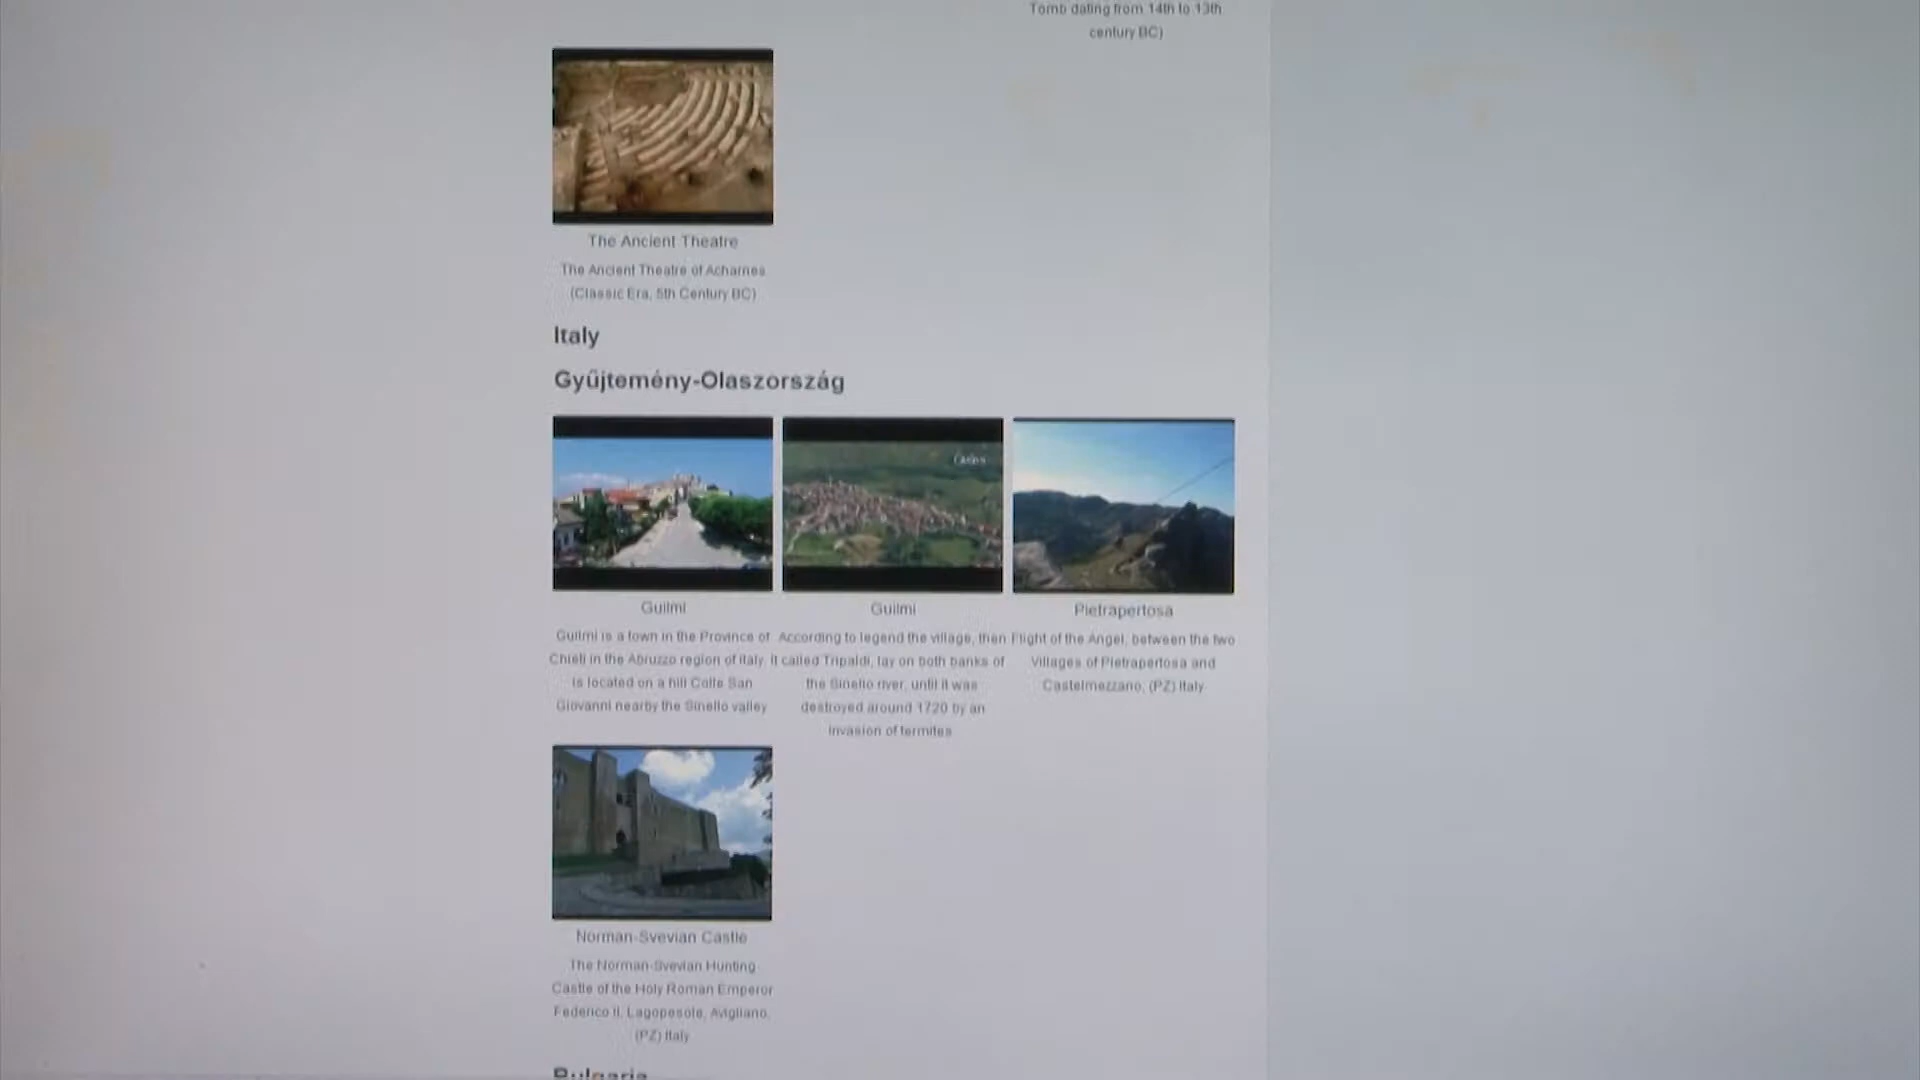 Tomb dating from 14th to 13th
century BC)
The Ancient Theatre
The Ancient Theatre of Acharnes
(Classic Era, 5th Century BC)
Italy
Gyűjtemény-Olaszország
Guilmi
Guilmi is a town in the Province of
Chieti in the Abruzzo region of Italy. It
is located on a hill Calle San
Giovanni nearby the Sinello valley
Guilmi
According to legend the village, then
called Tripaldi, lay on both banks of
the Sinello river, until it was
destroyed around 1720 by an
invasion of termites
Pietrapertosa
Flight of the Angel, between the two
Villages of Pietrapertosa and
Castelmezzano, (PZ) Italy
Norman-Svevian Castle
The Norman-Svevian Hunting
Castle of the Holy Roman Emperor
Federico II, Lagopesole, Avigliano,
(PZ) Italy
Bulgaria